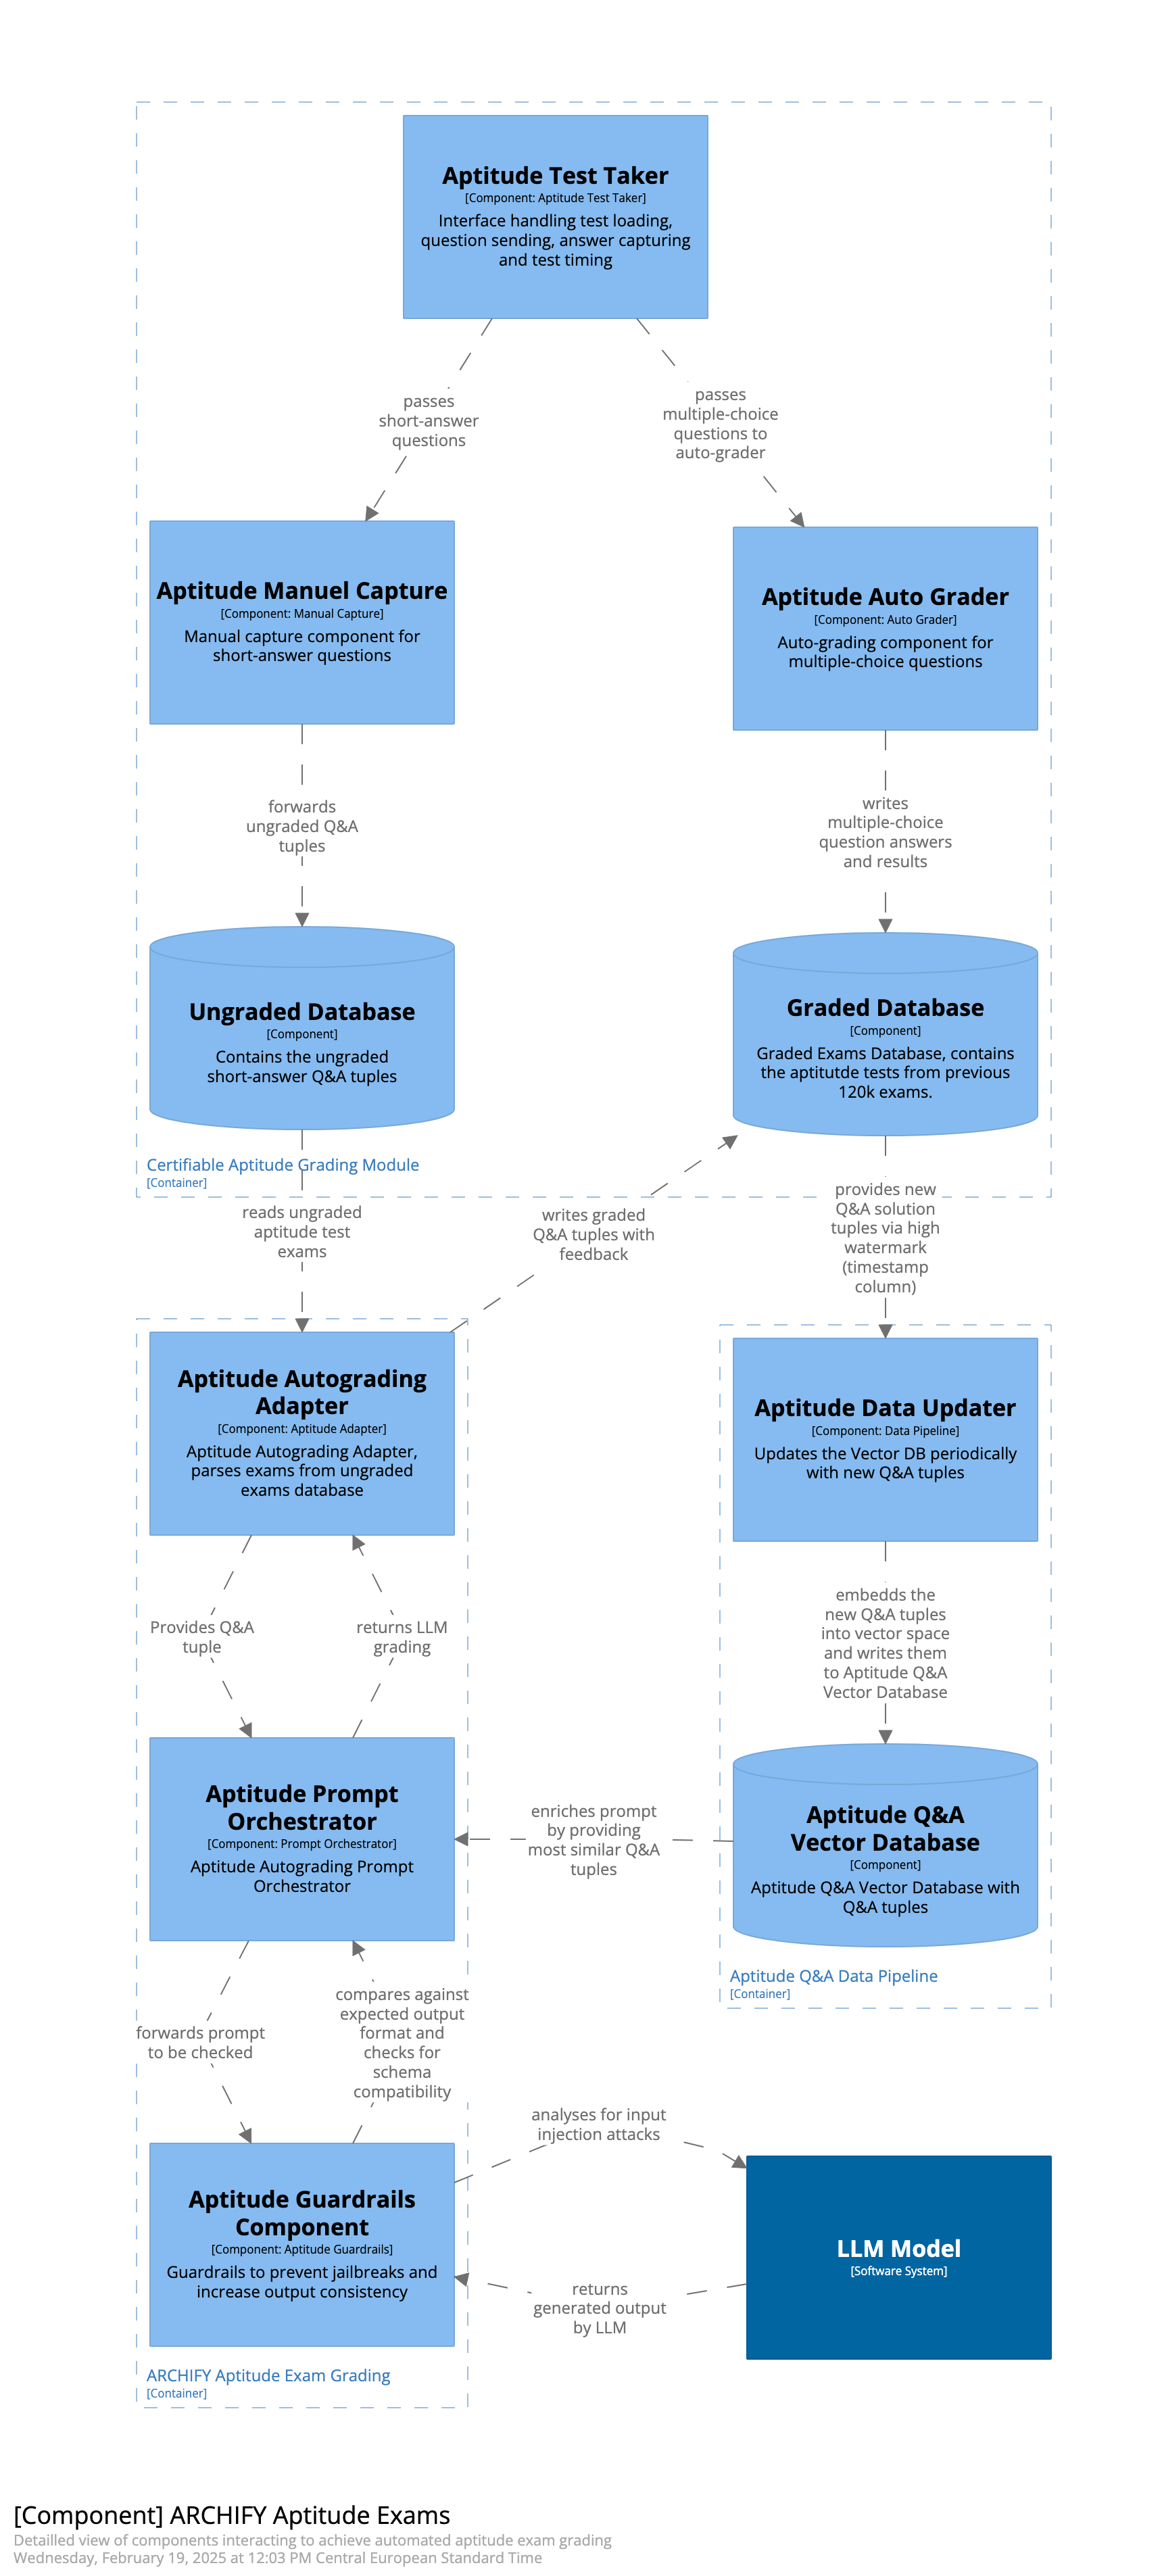 Aptitude Test Taker
[Component: Aptitude Test Taker]
Interface handling test loading,
question sending, answer capturing
and test timing
passes
short-answer
questions
passes
multiple-choice
questions to
auto-grader
Aptitude Manuel Capture
[Component: Manual Capture]
Manual capture component for
short-answer questions
Aptitude Auto Grader
[Component: Auto Grader]
Auto-grading component for
multiple-choice questions
forwards
ungraded Q&A
tuples
writes
multiple-choice
question answers
and results
Ungraded Database
[Component]
Contains the ungraded
short-answer Q&A tuples
Graded Database
[Component]
Graded Exams Database, contains
the aptitutde tests from previous
120k exams.
Certifiable Aptitude Grading Module
[Container]
reads ungraded
aptitude test
exams
writes graded
Q&A tuples with
feedback
provides new
Q&A solution
tuples via high
watermark
(timestamp
column)
Aptitude Autograding
Adapter
[Component: Aptitude Adapter]
Aptitude Autograding Adapter,
parses exams from ungraded
exams database
Aptitude Data Updater
[Component: Data Pipeline]
Updates the Vector DB periodically
with new Q&A tuples
Provides Q&A
tuple
returns LLM
grading
embedds the
new Q&A tuples
into vector space
and writes them
to Aptitude Q&A
Vector Database
Aptitude Prompt
Orchestrator
[Component: Prompt Orchestrator]
Aptitude Autograding Prompt
Orchestrator
enriches prompt
by providing
most similar Q&A
tuples
Aptitude Q&A
Vector Database
[Component]
Aptitude Q&A Vector Database with
Q&A tuples
Aptitude Q&A Data Pipeline
[Container]
forwards prompt
to be checked
compares against
expected output
format and
checks for
schema
compatibility
analyses for input
injection attacks
Aptitude Guardrails
Component
[Component: Aptitude Guardrails]
Guardrails to prevent jailbreaks and
increase output consistency
LLM Model
[Software System]
returns
generated output
by LLM
ARCHIFY Aptitude Exam Grading
[Container]
[Component] ARCHIFY Aptitude Exams
Detailled view of components interacting to achieve automated aptitude exam grading
Wednesday, February 19, 2025 at 12:03 PM Central European Standard Time